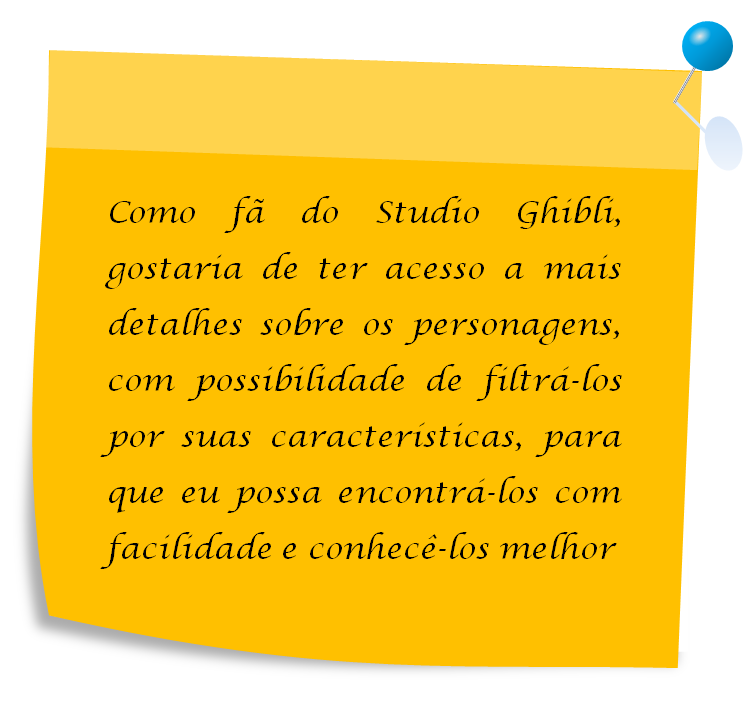 Como fã do Studio Ghibli,
gostaria de ter acesso a mais
detalhes sobre os personagens,
com possibilidade de filtrá-los
por suas características, para
que eu possa encontrá-los com
facilidade e conhecê-los melhor